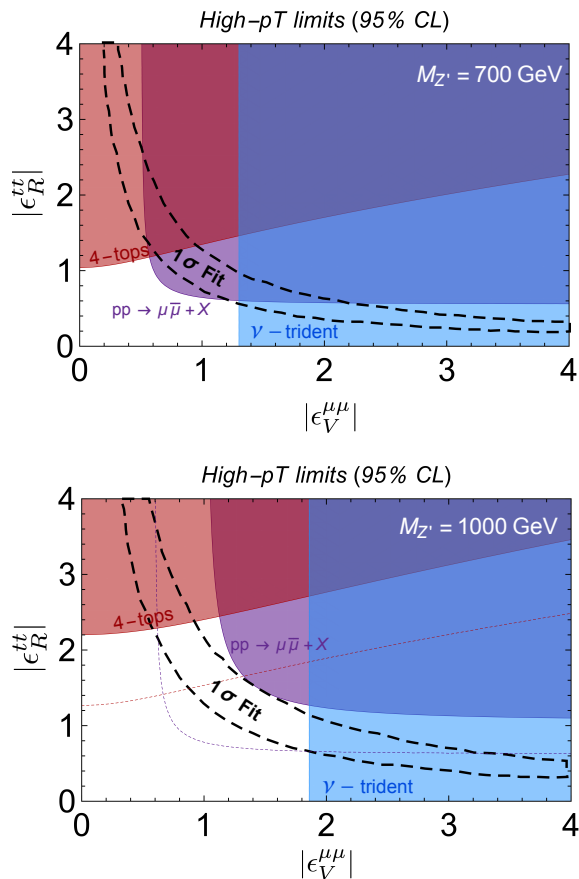 High-pT limits (95% CL)
4
M_Z' = 700 GeV
3
|ϵ_R^tt|
2
4-tops
1σ Fit
1
pp → μμ̅ + X
ν - trident
0
0 1 2 3 4
|ϵ_V^μμ|
High-pT limits (95% CL)
4
M_Z' = 1000 GeV
3
4-tops
|ϵ_R^tt|
pp → μμ̅ + X
2
1σ Fit
1
ν - trident
0
0 1 2 3 4
|ϵ_V^μμ|